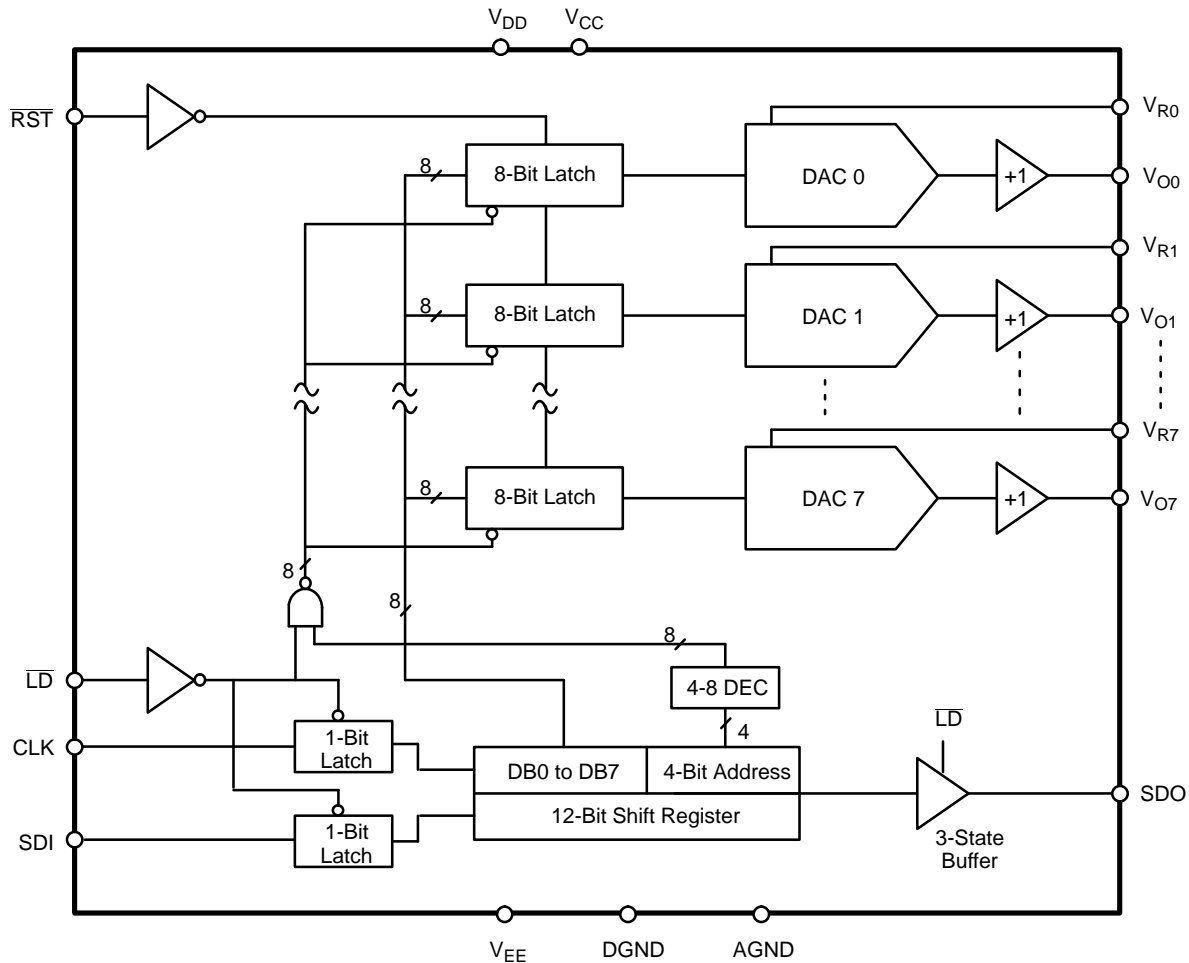 VDD VCC
RST
VR0
8
8-Bit Latch
DAC 0
+1
VO0
VR1
8
8-Bit Latch
DAC 1
+1
VO1
VR7
8
8-Bit Latch
DAC 7
+1
VO7
8
8
8
LD
4-8 DEC
4
LD
CLK
1-Bit
Latch
DB0 to DB7
4-Bit Address
12-Bit Shift Register
SDO
SDI
1-Bit
Latch
3-State
Buffer
VEE DGND AGND